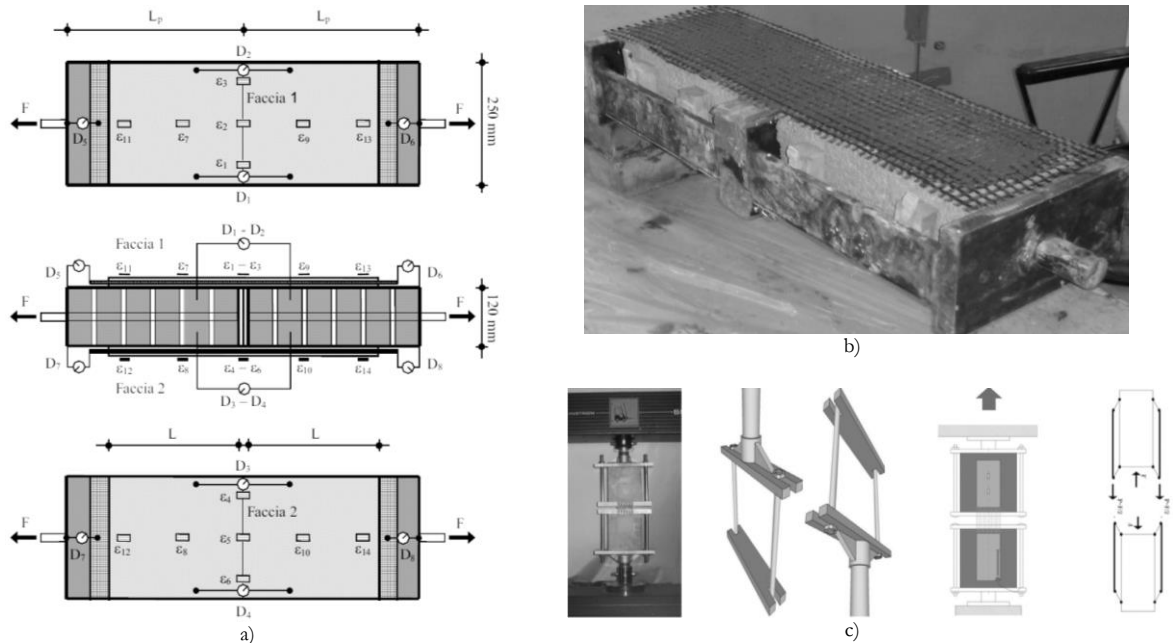 Lp Lp
D2
ε3
Faccia 1
F F
D5 ε11 ε7 ε2 ε9 ε13 D6
ε1
D1
250 mm
D1 - D2
Faccia 1
D5 ε11 ε7 ε1 – ε3 ε9 ε13 D6
F F
120 mm
D7 ε12 ε8 ε4 – ε6 ε10 ε14 D8
Faccia 2
D3 – D4
L L
D3
ε4
Faccia 2
F F
D7 ε12 ε8 ε5 ε10 ε14 D8
ε6
D4
a)
b)
c)